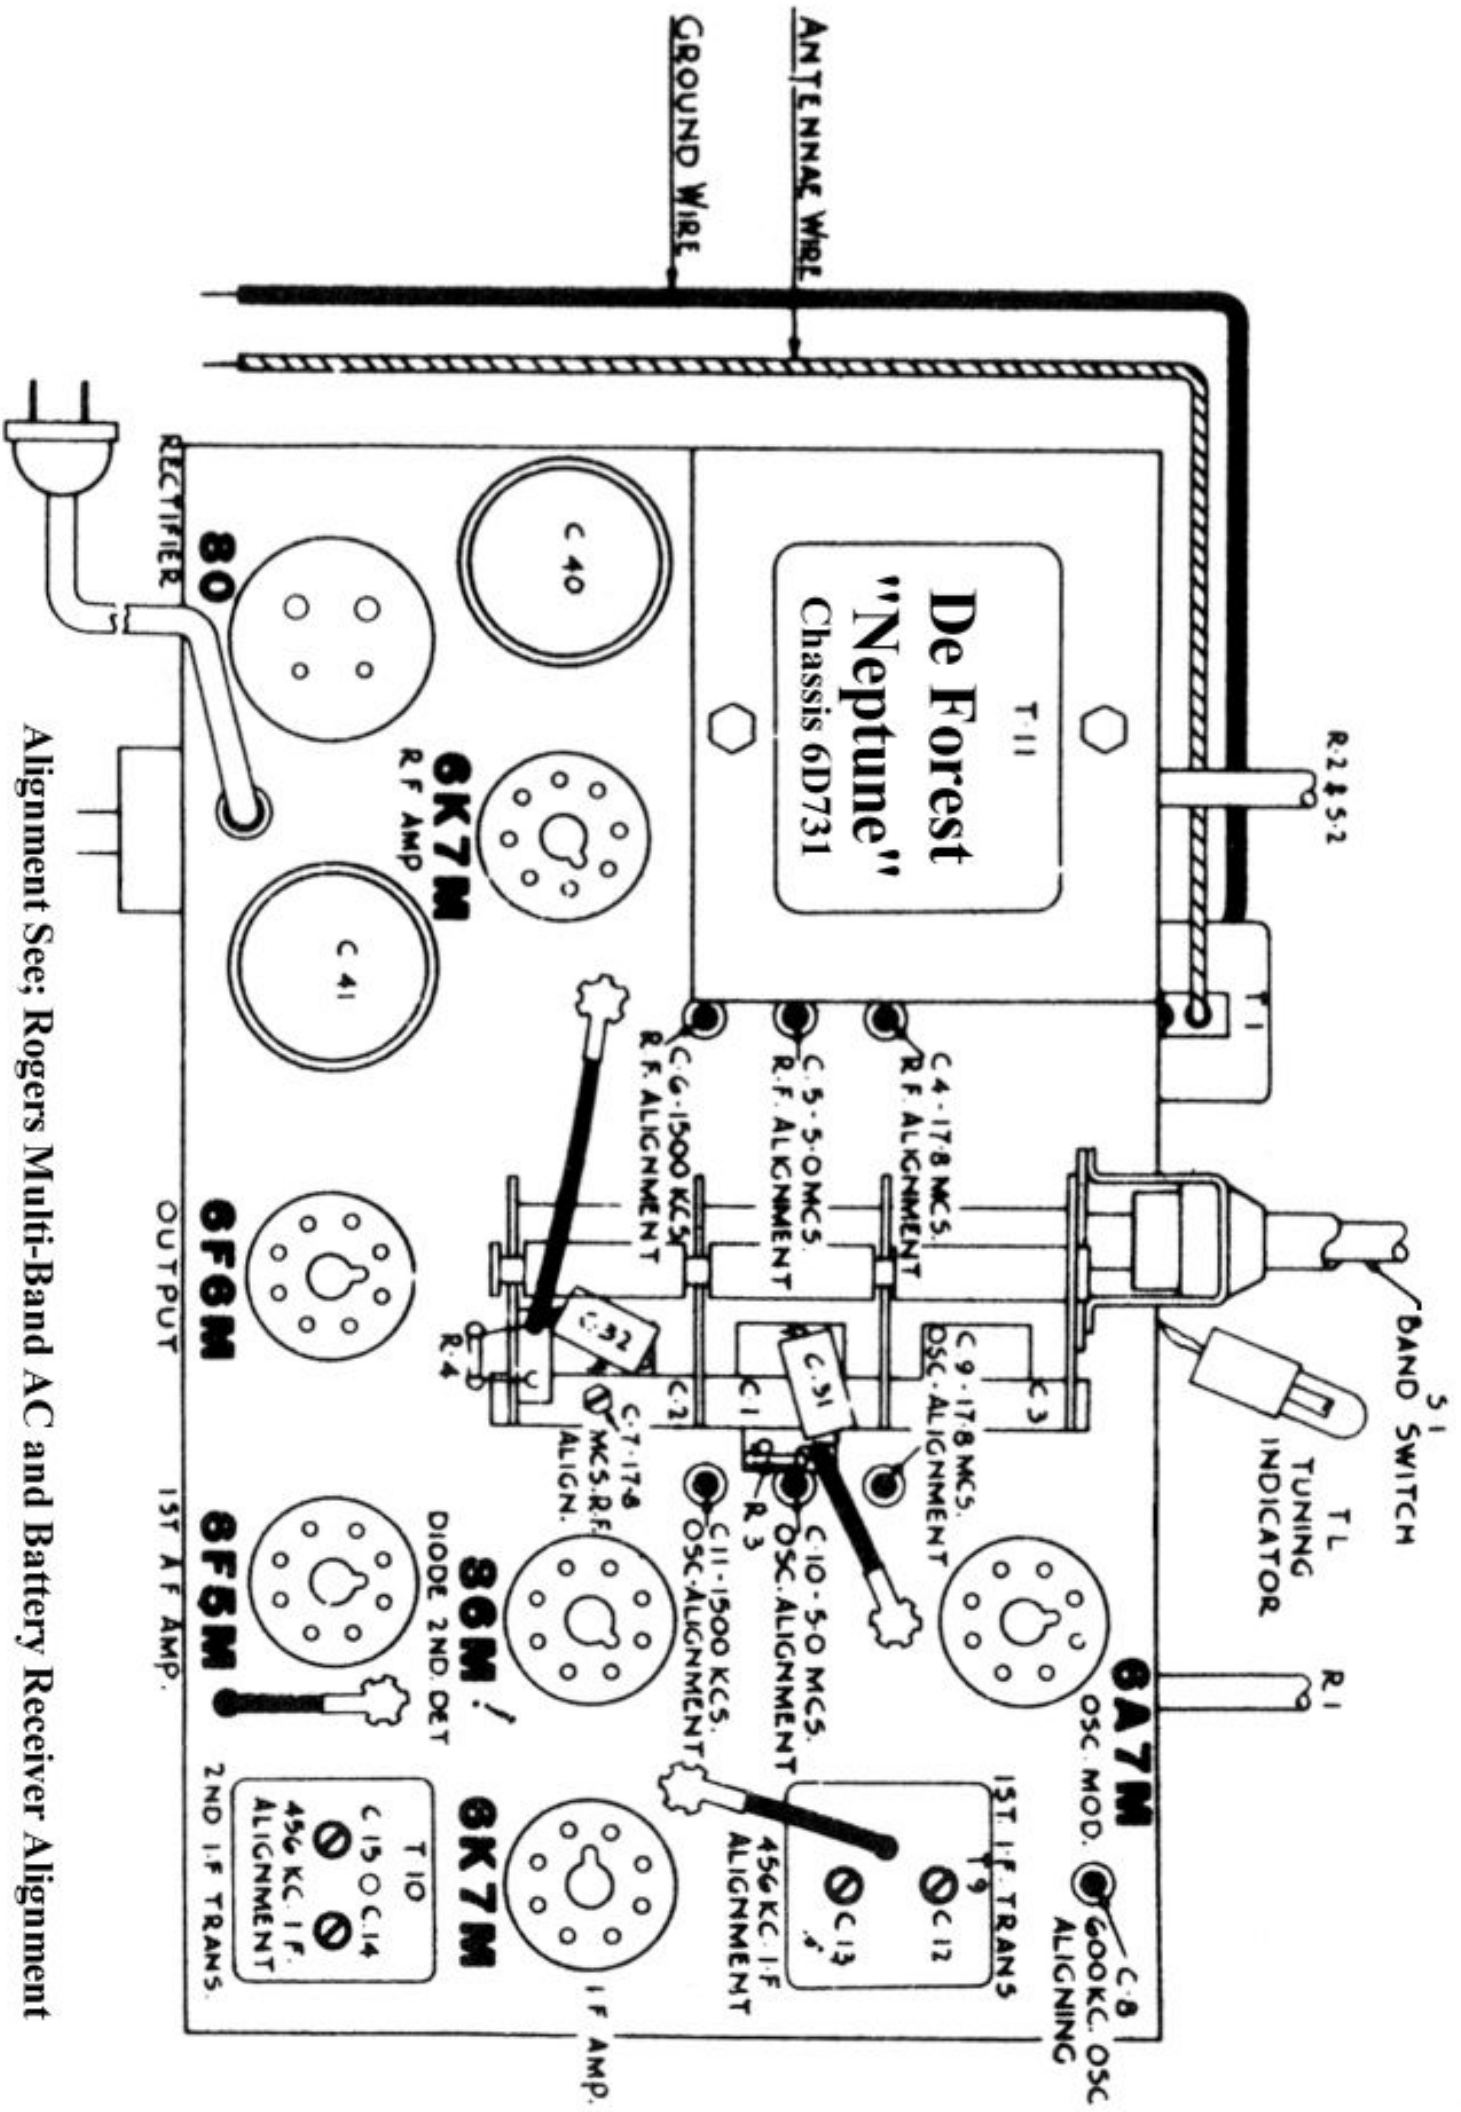 ANTENNAE WIRE
GROUND WIRE
R·2 & S·2
S 1
BAND SWITCH
T L
TUNING
INDICATOR
R 1
T 1
T·11
De Forest
"Neptune"
Chassis 6D731
C 4 - 17·8 MCS.
R F. ALIGNMENT
C·5 - 5·0 MCS.
R.F. ALIGNMENT
C·6 - 1500 KCS
R F. ALIGNMENT
C 3
C 1
C·2
C·31
C·32
R·4
R 3
C 9 - 17·8 MCS.
OSC. ALIGNMENT
C·10 - 5·0 MCS.
OSC. ALIGNMENT
C 11 - 1500 KCS.
OSC. ALIGNMENT
C·7·17·8
MCS. R.F.
ALIGN.
6A7M
OSC. MOD.
C·8
600 KC. OSC
ALIGNING
1ST. I·F. TRANS
T 9
C 12
C 13
456 KC. I·F
ALIGNMENT
C 40
6K7M
R F AMP
C 41
80
RECTIFIER
6F6M
OUTPUT
86M
DIODE 2ND. DET
8F5M
1ST A F AMP.
6K7M
I F AMP.
T 10
C 15 O C.14
456 KC. I F.
ALIGNMENT
2ND I·F TRANS.
Alignment See; Rogers Multi-Band AC and Battery Receiver Alignment